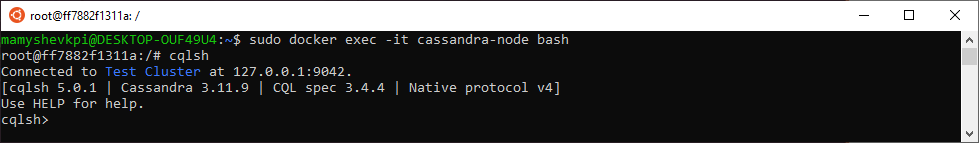 root@ff7882f1311a: /
mamyshevkpi@DESKTOP-OUF49U4:~$ sudo docker exec -it cassandra-node bash
root@ff7882f1311a:/# cqlsh
Connected to Test Cluster at 127.0.0.1:9042.
[cqlsh 5.0.1 | Cassandra 3.11.9 | CQL spec 3.4.4 | Native protocol v4]
Use HELP for help.
cqlsh>